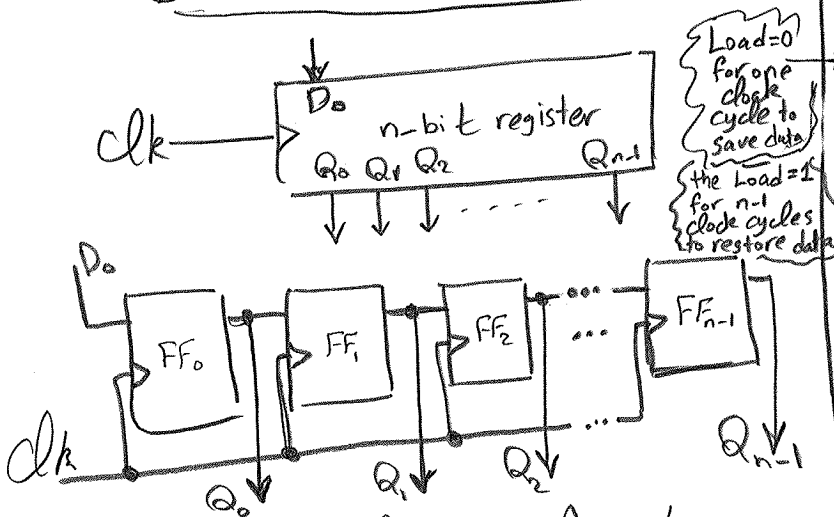 Load=0
for one
clock
cycle to
save data
the Load=1
for n-1
clock cycles
to restore data
D₀
Clk
n-bit register
Q₀ Q₁ Q₂ Qn-1
D₀
FF₀ FF₁ FF₂ ... FFn-1
...
Clk
...
Q₀ Q₁ Q₂ Qn-1